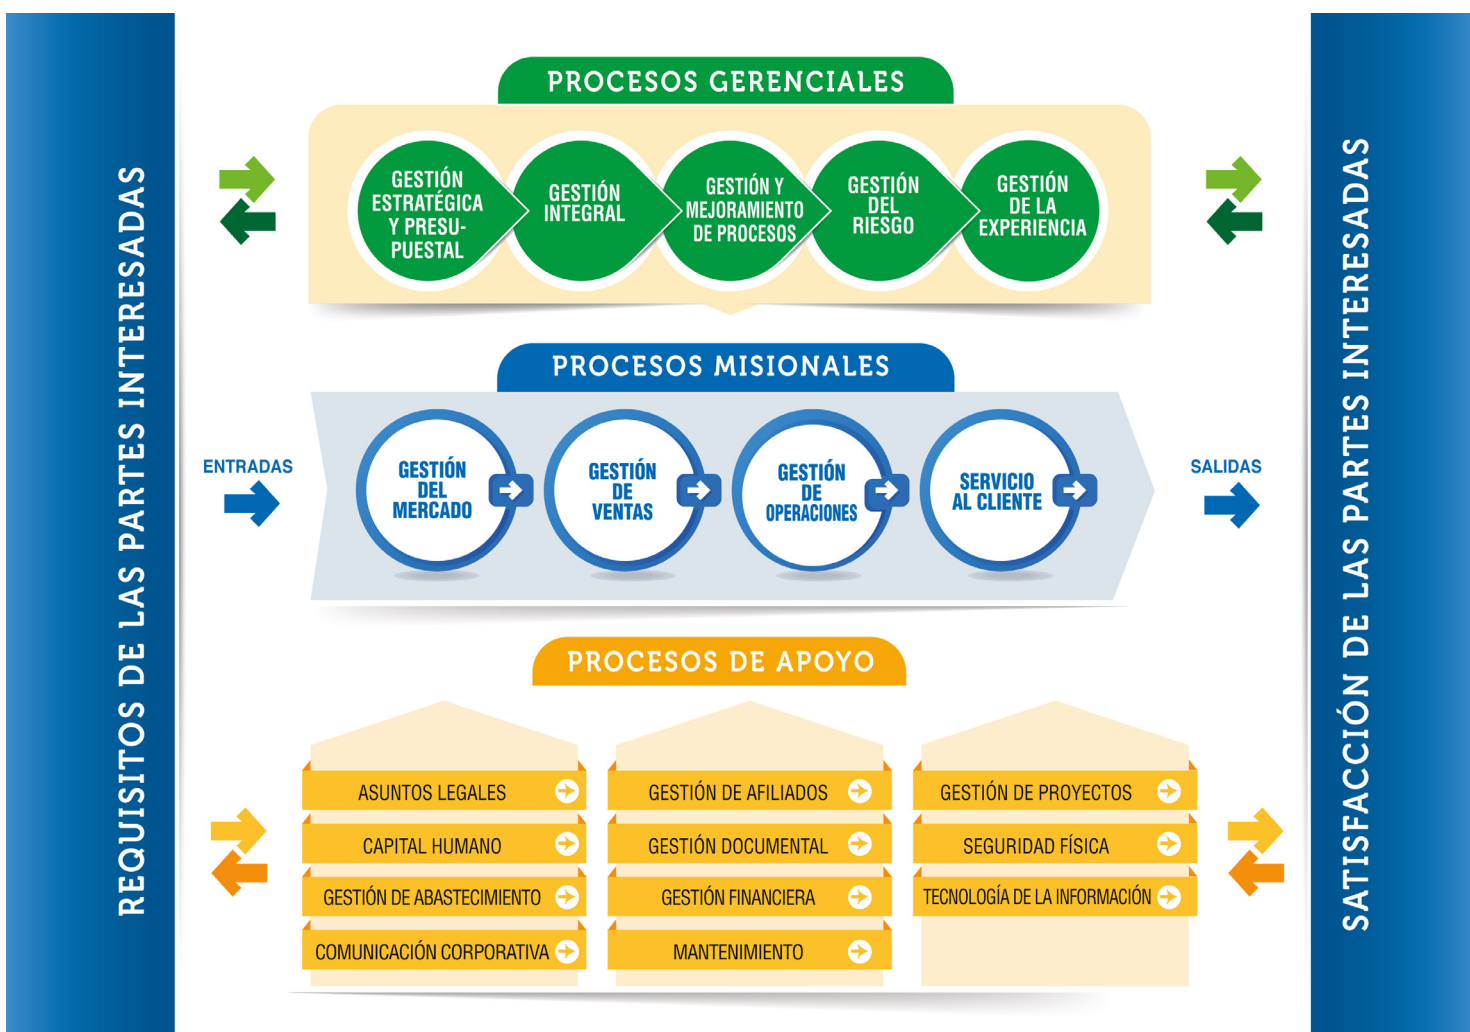 REQUISITOS DE LAS PARTES INTERESADAS
PROCESOS GERENCIALES
GESTIÓN
ESTRATÉGICA
Y PRESU-
PUESTAL
GESTIÓN
INTEGRAL
GESTIÓN Y
MEJORAMIENTO
DE PROCESOS
GESTIÓN
DEL
RIESGO
GESTIÓN
DE LA
EXPERIENCIA
PROCESOS MISIONALES
ENTRADAS
GESTIÓN
DEL
MERCADO
GESTIÓN
DE
VENTAS
GESTIÓN
DE
OPERACIONES
SERVICIO
AL CLIENTE
SALIDAS
PROCESOS DE APOYO
ASUNTOS LEGALES
CAPITAL HUMANO
GESTIÓN DE ABASTECIMIENTO
COMUNICACIÓN CORPORATIVA
GESTIÓN DE AFILIADOS
GESTIÓN DOCUMENTAL
GESTIÓN FINANCIERA
MANTENIMIENTO
GESTIÓN DE PROYECTOS
SEGURIDAD FÍSICA
TECNOLOGÍA DE LA INFORMACIÓN
SATISFACCIÓN DE LAS PARTES INTERESADAS